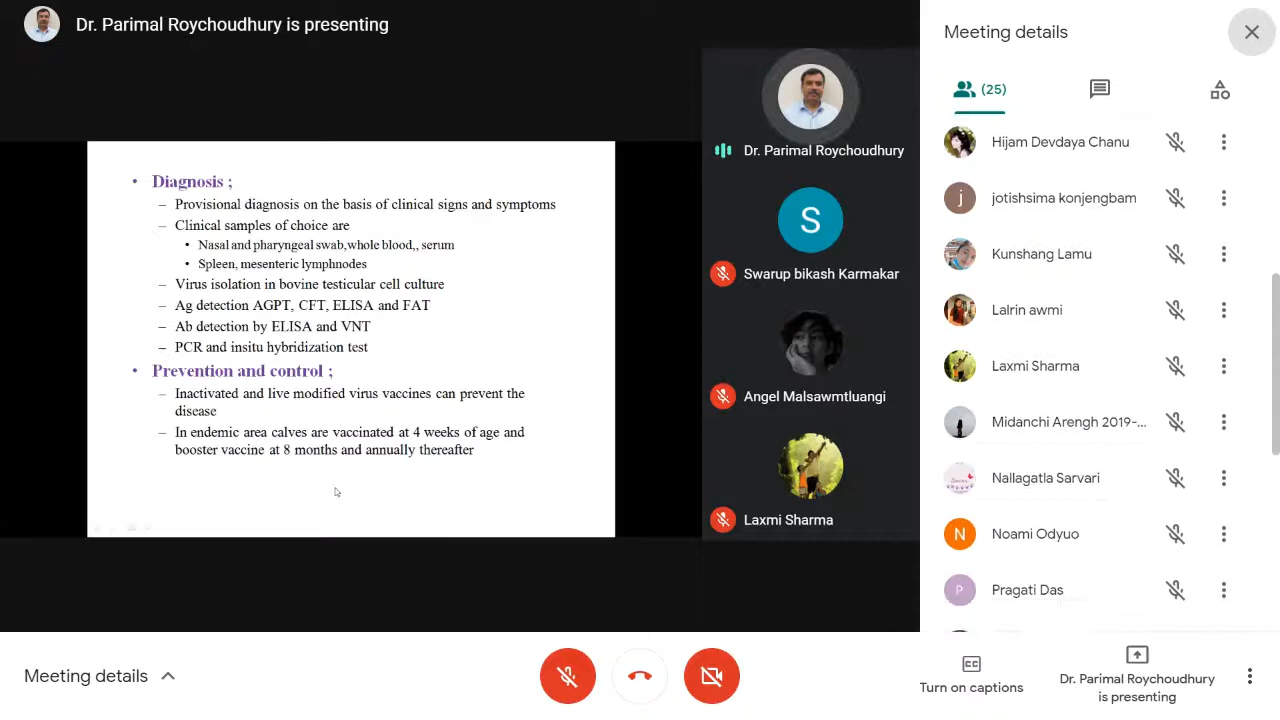 Dr. Parimal Roychoudhury is presenting
• Diagnosis ;
– Provisional diagnosis on the basis of clinical signs and symptoms
– Clinical samples of choice are
• Nasal and pharyngeal swab,whole blood,, serum
• Spleen, mesenteric lymphnodes
– Virus isolation in bovine testicular cell culture
– Ag detection AGPT, CFT, ELISA and FAT
– Ab detection by ELISA and VNT
– PCR and insitu hybridization test
• Prevention and control ;
– Inactivated and live modified virus vaccines can prevent the
disease
– In endemic area calves are vaccinated at 4 weeks of age and
booster vaccine at 8 months and annually thereafter
Dr. Parimal Roychoudhury
S
Swarup bikash Karmakar
Angel Malsawmtluangi
Laxmi Sharma
Meeting details
(25)
Hijam Devdaya Chanu
j
jotishsima konjengbam
Kunshang Lamu
Lalrin awmi
Laxmi Sharma
Midanchi Arengh 2019-...
Nallagatla Sarvari
N
Noami Odyuo
P
Pragati Das
Meeting details
CC
Turn on captions
Dr. Parimal Roychoudhury
is presenting